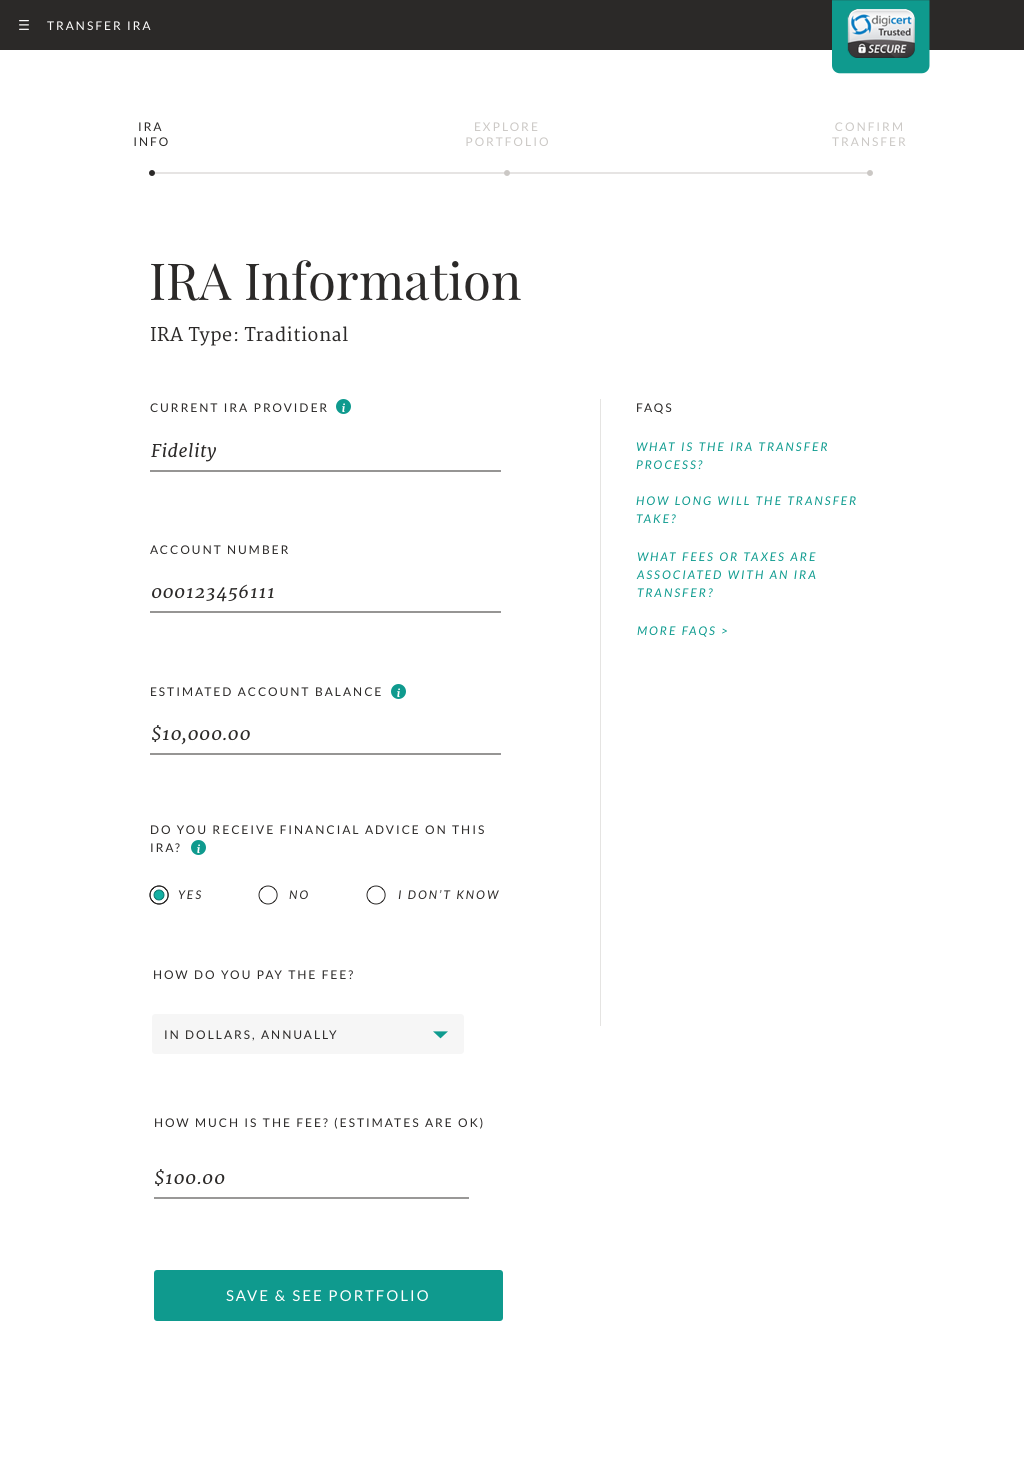 ☰ TRANSFER IRA
digicert
Trusted
SECURE
IRA
INFO
EXPLORE
PORTFOLIO
CONFIRM
TRANSFER
IRA Information
IRA Type: Traditional
CURRENT IRA PROVIDER i
Fidelity
ACCOUNT NUMBER
000123456111
ESTIMATED ACCOUNT BALANCE i
$10,000.00
DO YOU RECEIVE FINANCIAL ADVICE ON THIS
IRA? i
YES NO I DON'T KNOW
HOW DO YOU PAY THE FEE?
IN DOLLARS, ANNUALLY
HOW MUCH IS THE FEE? (ESTIMATES ARE OK)
$100.00
SAVE & SEE PORTFOLIO
FAQS
WHAT IS THE IRA TRANSFER
PROCESS?
HOW LONG WILL THE TRANSFER
TAKE?
WHAT FEES OR TAXES ARE
ASSOCIATED WITH AN IRA
TRANSFER?
MORE FAQS >